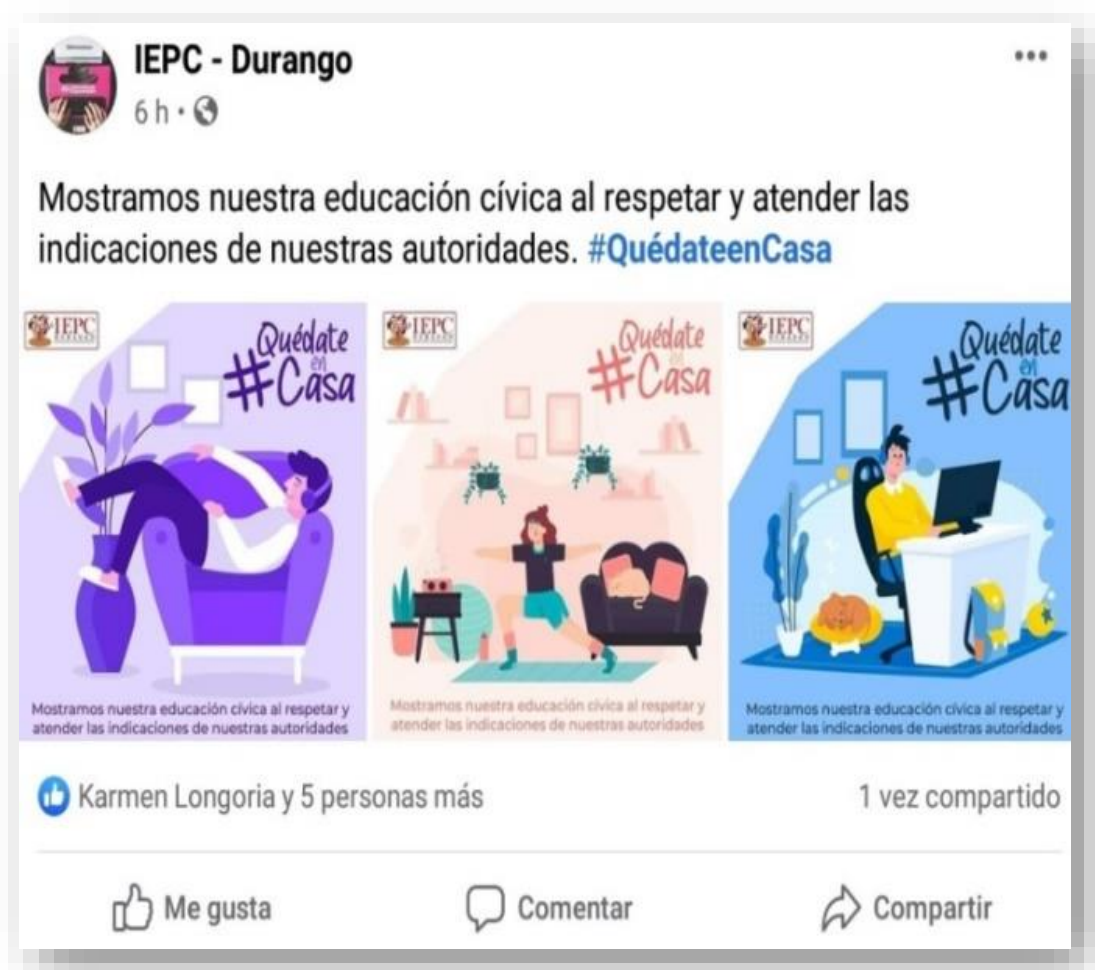 IEPC - Durango
6 h
Mostramos nuestra educación cívica al respetar y atender las
indicaciones de nuestras autoridades. #QuédateenCasa
IEPC
#Quédate
en
Casa
Mostramos nuestra educación cívica al respetar y
atender las indicaciones de nuestras autoridades
IEPC
#Quédate
en
Casa
Mostramos nuestra educación cívica al respetar y
atender las indicaciones de nuestras autoridades
IEPC
#Quédate
en
Casa
Mostramos nuestra educación cívica al respetar y
atender las indicaciones de nuestras autoridades
Karmen Longoria y 5 personas más
1 vez compartido
Me gusta
Comentar
Compartir